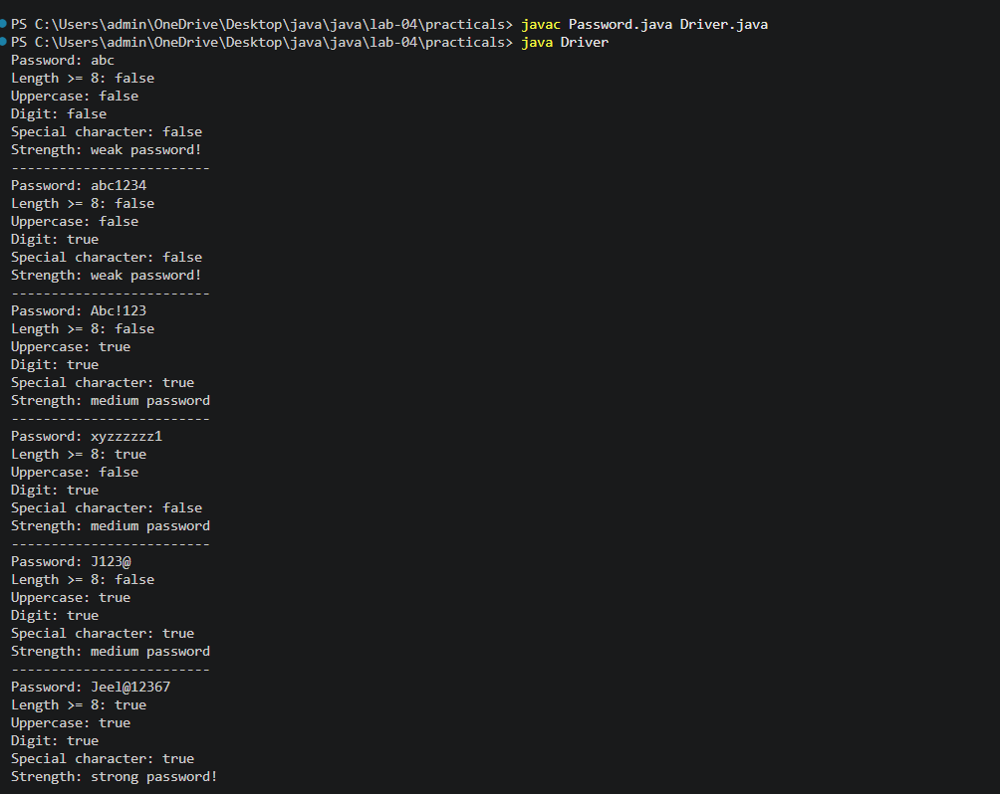 PS C:\Users\admin\OneDrive\Desktop\java\java\lab-04\practicals> javac Password.java Driver.java
PS C:\Users\admin\OneDrive\Desktop\java\java\lab-04\practicals> java Driver
Password: abc
Length >= 8: false
Uppercase: false
Digit: false
Special character: false
Strength: weak password!
-------------------------
Password: abc1234
Length >= 8: false
Uppercase: false
Digit: true
Special character: false
Strength: weak password!
-------------------------
Password: Abc!123
Length >= 8: false
Uppercase: true
Digit: true
Special character: true
Strength: medium password
-------------------------
Password: xyzzzzzz1
Length >= 8: true
Uppercase: false
Digit: true
Special character: false
Strength: medium password
-------------------------
Password: J123@
Length >= 8: false
Uppercase: true
Digit: true
Special character: true
Strength: medium password
-------------------------
Password: Jeel@12367
Length >= 8: true
Uppercase: true
Digit: true
Special character: true
Strength: strong password!